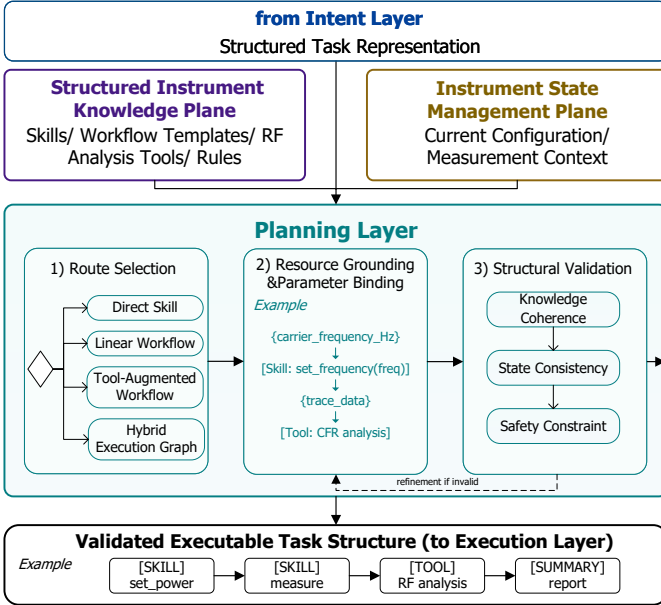 from Intent Layer
Structured Task Representation
Structured Instrument
Knowledge Plane
Skills/ Workflow Templates/ RF
Analysis Tools/ Rules
Instrument State
Management Plane
Current Configuration/
Measurement Context
Planning Layer
1) Route Selection
Direct Skill
Linear Workflow
Tool-Augmented
Workflow
Hybrid
Execution Graph
2) Resource Grounding
&Parameter Binding
Example
{carrier_frequency_Hz}
[Skill: set_frequency(freq)]
{trace_data}
[Tool: CFR analysis]
3) Structural Validation
Knowledge
Coherence
State Consistency
Safety Constraint
refinement if invalid
Validated Executable Task Structure (to Execution Layer)
Example
[SKILL]
set_power
[SKILL]
measure
[TOOL]
RF analysis
[SUMMARY]
report